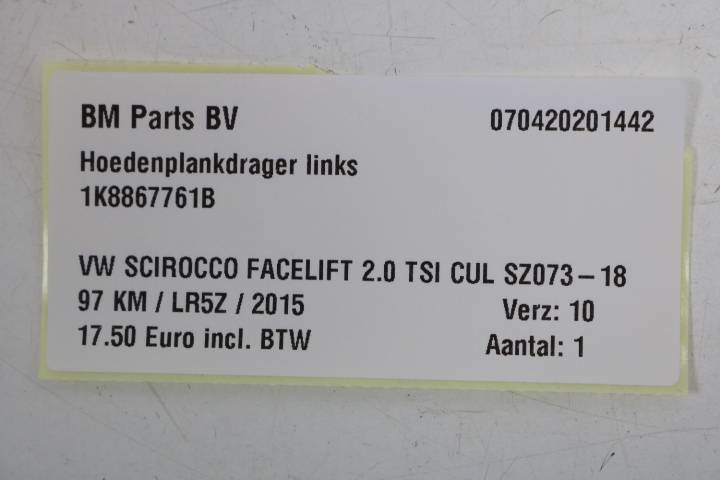 BM Parts BV 070420201442
Hoedenplankdrager links
1K8867761B
VW SCIROCCO FACELIFT 2.0 TSI CUL SZ073-18
97 KM / LR5Z / 2015 Verz: 10
17.50 Euro incl. BTW Aantal: 1